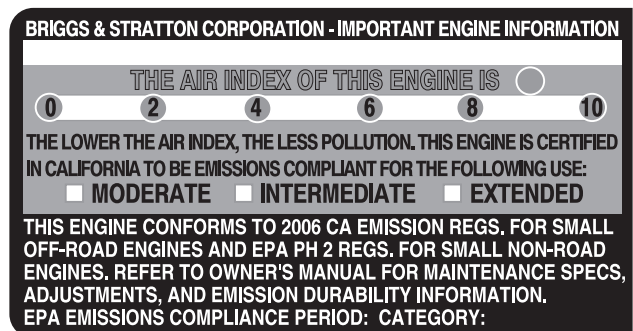 BRIGGS & STRATTON CORPORATION - IMPORTANT ENGINE INFORMATION
THE AIR INDEX OF THIS ENGINE IS
0 2 4 6 8 10
THE LOWER THE AIR INDEX, THE LESS POLLUTION. THIS ENGINE IS CERTIFIED
IN CALIFORNIA TO BE EMISSIONS COMPLIANT FOR THE FOLLOWING USE:
MODERATE INTERMEDIATE EXTENDED
THIS ENGINE CONFORMS TO 2006 CA EMISSION REGS. FOR SMALL
OFF-ROAD ENGINES AND EPA PH 2 REGS. FOR SMALL NON-ROAD
ENGINES. REFER TO OWNER'S MANUAL FOR MAINTENANCE SPECS,
ADJUSTMENTS, AND EMISSION DURABILITY INFORMATION.
EPA EMISSIONS COMPLIANCE PERIOD: CATEGORY: